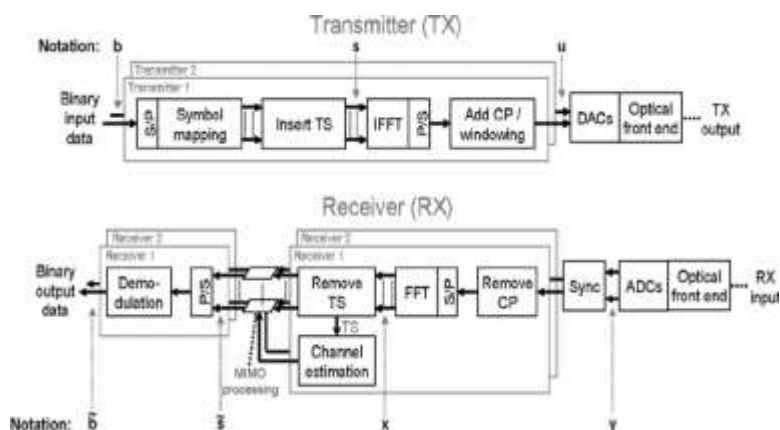 Transmitter (TX)
Notation: b s u
Transmitter 2
Transmitter 1
Binary input data
S/P
Symbol mapping
Insert TS
IFFT
P/S
Add CP / windowing
DACs
Optical front end
TX output
Receiver (RX)
Receiver 2
Receiver 1
Binary output data
Demo-
dulation
P/S
MIMO processing
Receiver 2
Receiver 1
Remove TS
TS
Channel estimation
FFT
S/P
Remove CP
Sync
ADCs
Optical front end
RX input
Notation: b̃ s̃ x y